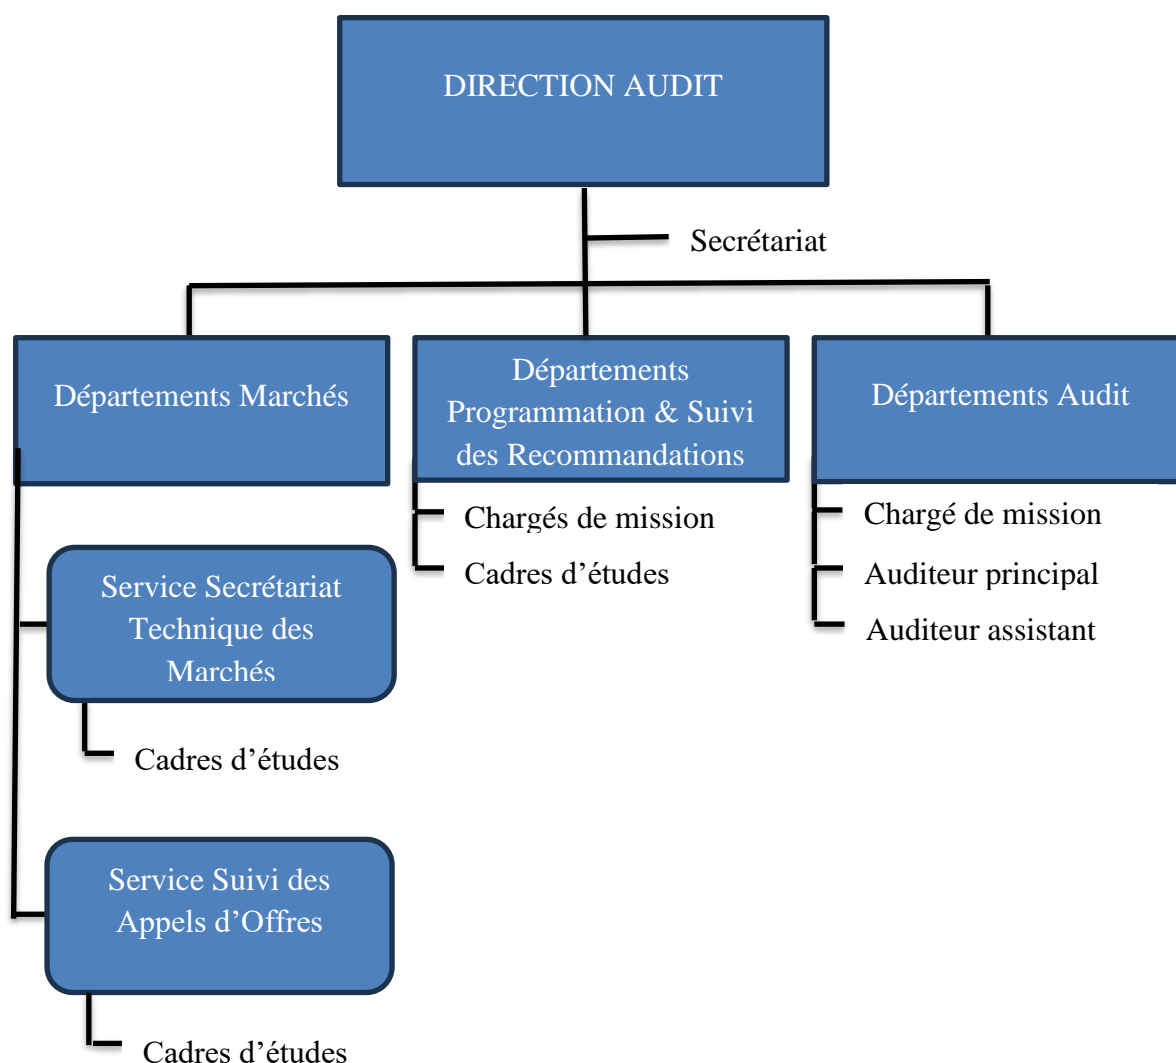 DIRECTION AUDIT
Secrétariat
Départements Marchés
Départements
Programmation & Suivi
des Recommandations
Départements Audit
Chargés de mission
Cadres d’études
Chargé de mission
Auditeur principal
Auditeur assistant
Service Secrétariat
Technique des
Marchés
Cadres d’études
Service Suivi des
Appels d’Offres
Cadres d’études